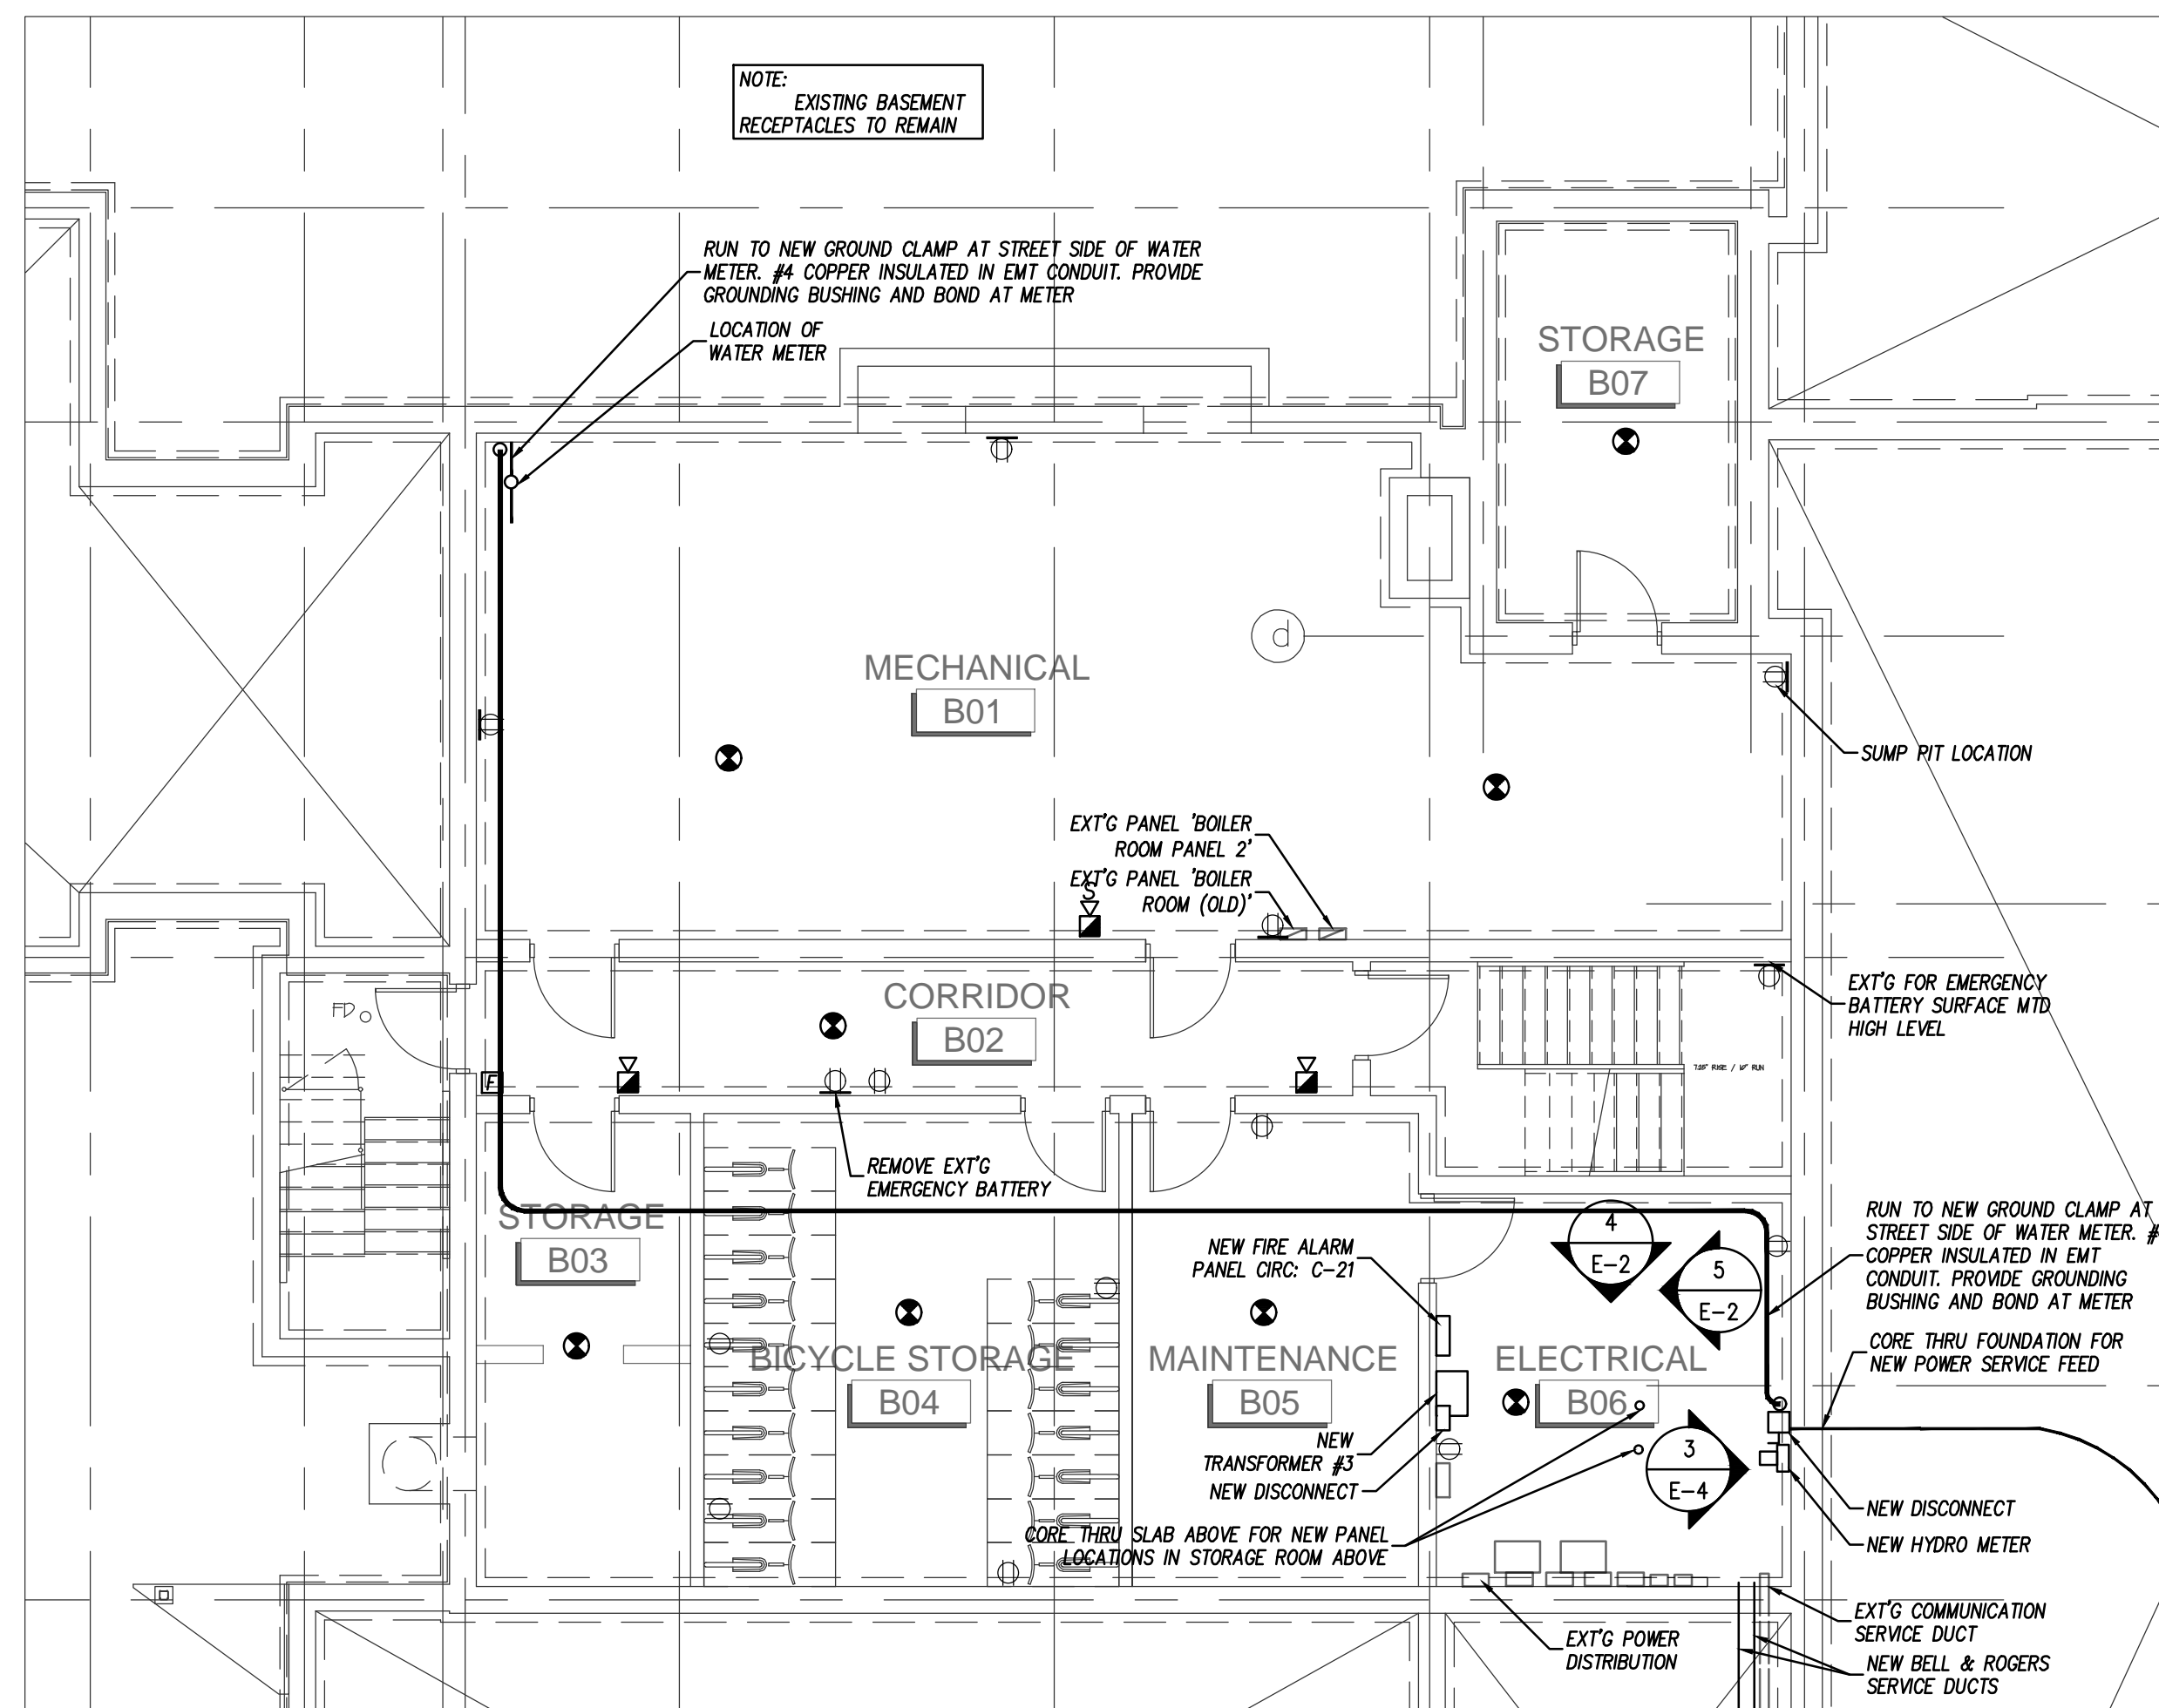 NOTE:
EXISTING BASEMENT
RECEPTACLES TO REMAIN
RUN TO NEW GROUND CLAMP AT STREET SIDE OF WATER
METER. #4 COPPER INSULATED IN EMT CONDUIT. PROVIDE
GROUNDING BUSHING AND BOND AT METER
LOCATION OF
WATER METER
STORAGE
B07
d
MECHANICAL
B01
SUMP PIT LOCATION
EXT'G PANEL 'BOILER
ROOM PANEL 2'
EXT'G PANEL 'BOILER
ROOM (OLD)'
S
CORRIDOR
B02
FD
F
EXT'G FOR EMERGENCY
BATTERY SURFACE MTD
HIGH LEVEL
7.25" RISE / 10" RUN
REMOVE EXT'G
EMERGENCY BATTERY
STORAGE
B03
NEW FIRE ALARM
PANEL CIRC: C-21
4
E-2
5
E-2
RUN TO NEW GROUND CLAMP AT
STREET SIDE OF WATER METER. #
COPPER INSULATED IN EMT
CONDUIT. PROVIDE GROUNDING
BUSHING AND BOND AT METER
CORE THRU FOUNDATION FOR
NEW POWER SERVICE FEED
BICYCLE STORAGE
B04
MAINTENANCE
B05
ELECTRICAL
B06
NEW
TRANSFORMER #3
NEW DISCONNECT
3
E-4
CORE THRU SLAB ABOVE FOR NEW PANEL
LOCATIONS IN STORAGE ROOM ABOVE
NEW DISCONNECT
NEW HYDRO METER
EXT'G POWER
DISTRIBUTION
EXT'G COMMUNICATION
SERVICE DUCT
NEW BELL & ROGERS
SERVICE DUCTS